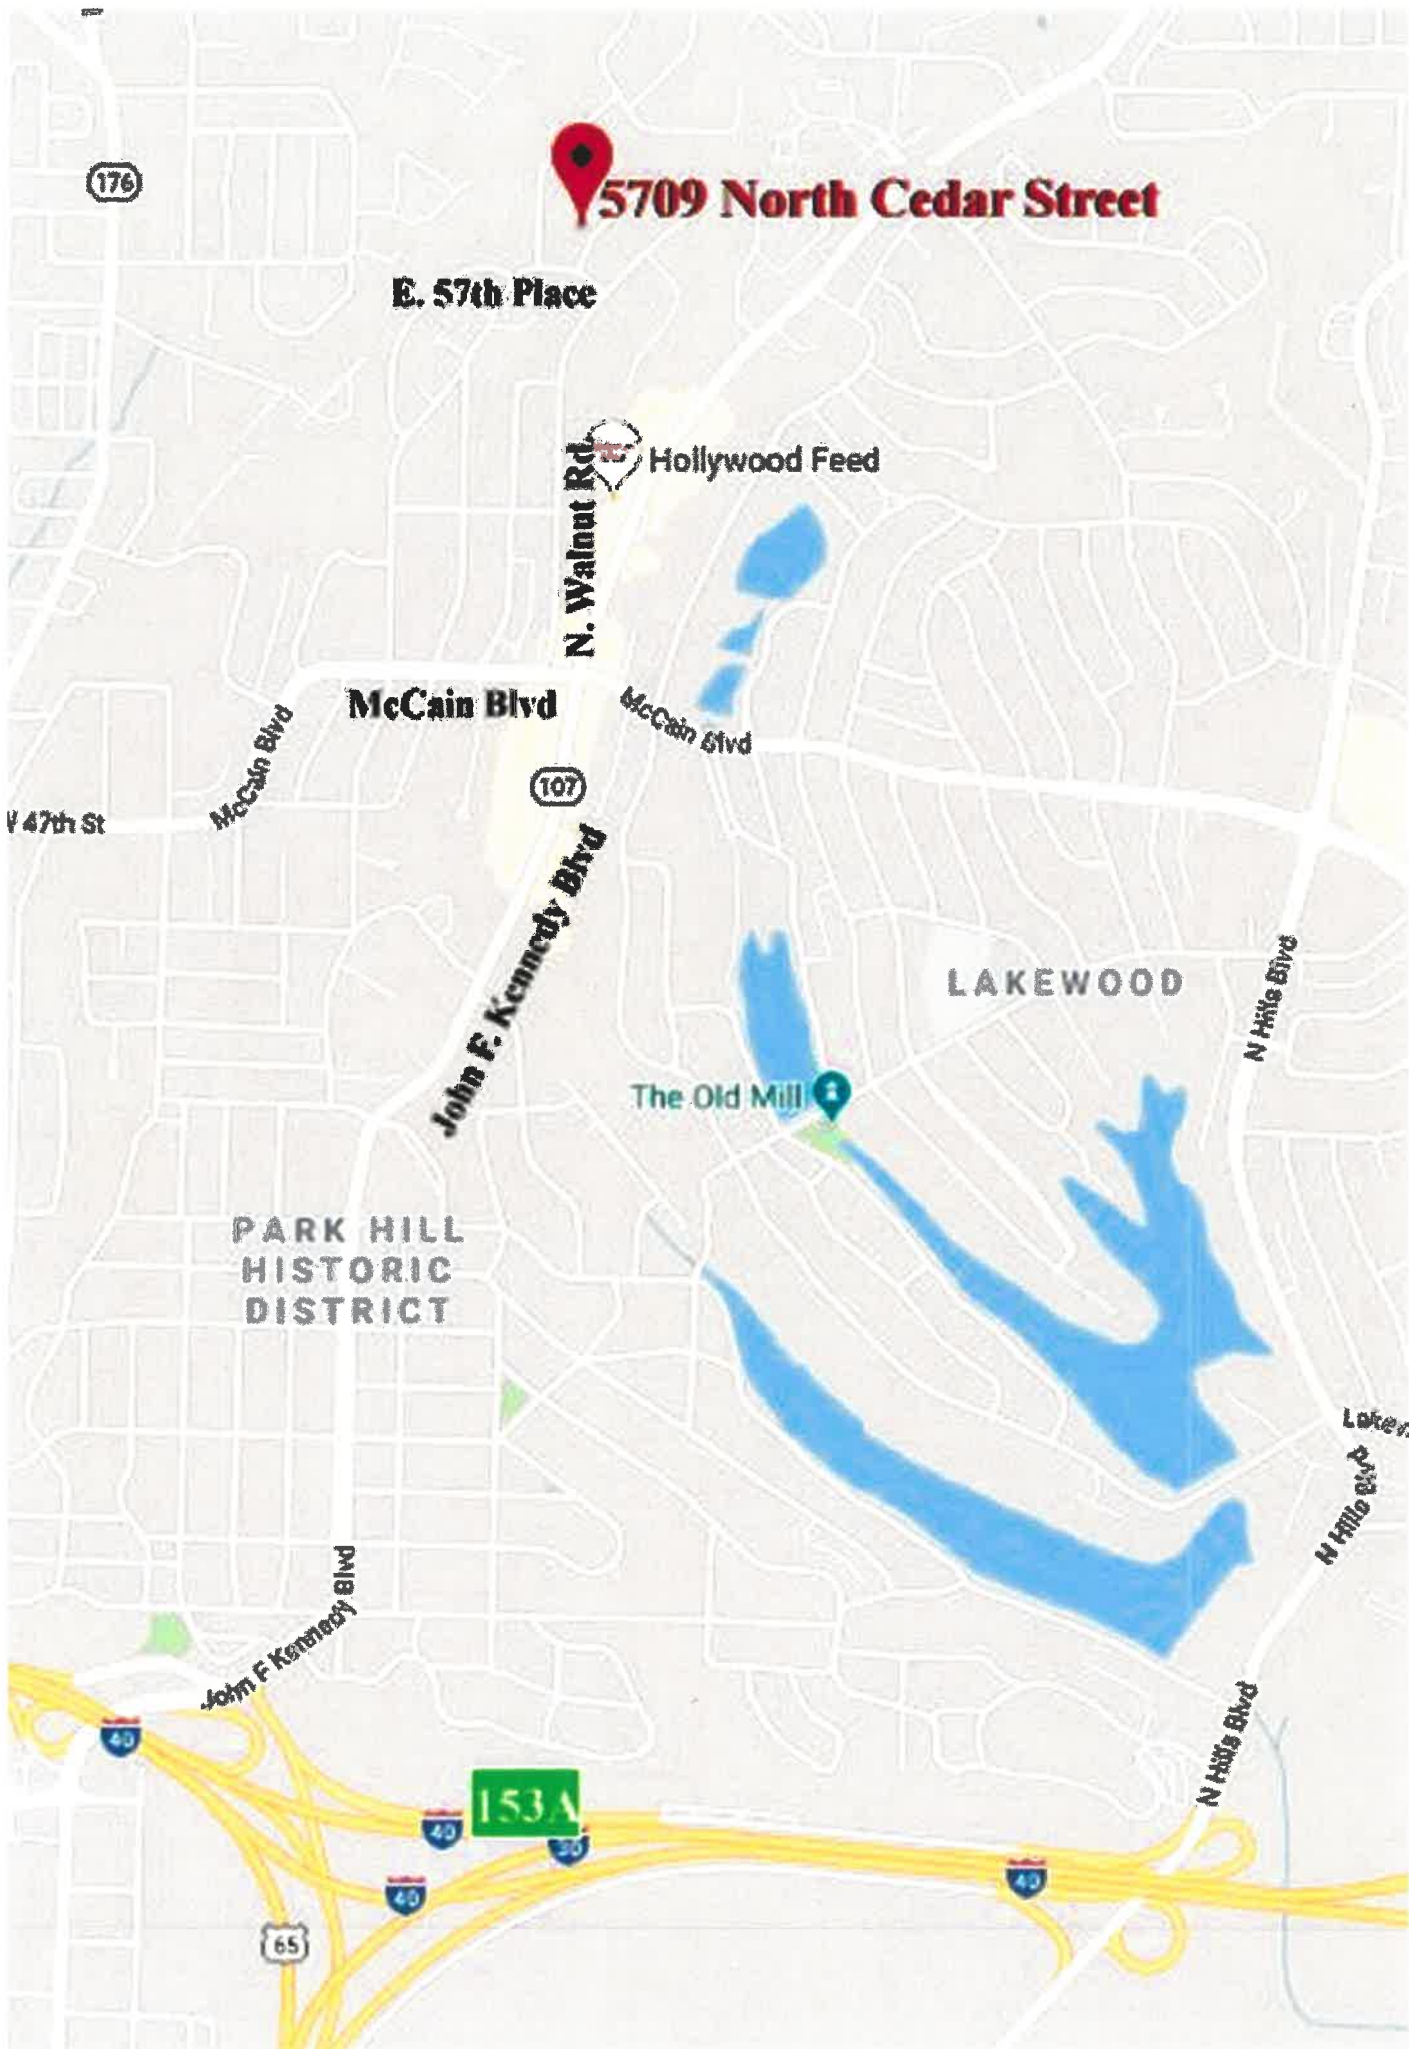 176
5709 North Cedar Street
E. 57th Place
N. Walnut Rd.
Hollywood Feed
McCain Blvd
McCain Blvd
McCain Blvd
107
W 47th St
John F. Kennedy Blvd
LAKEWOOD
N Hills Blvd
The Old Mill
PARK HILL
HISTORIC
DISTRICT
N Hills Blvd
John F Kennedy Blvd
N Hills Blvd
40
153A
40
30
40
40
65